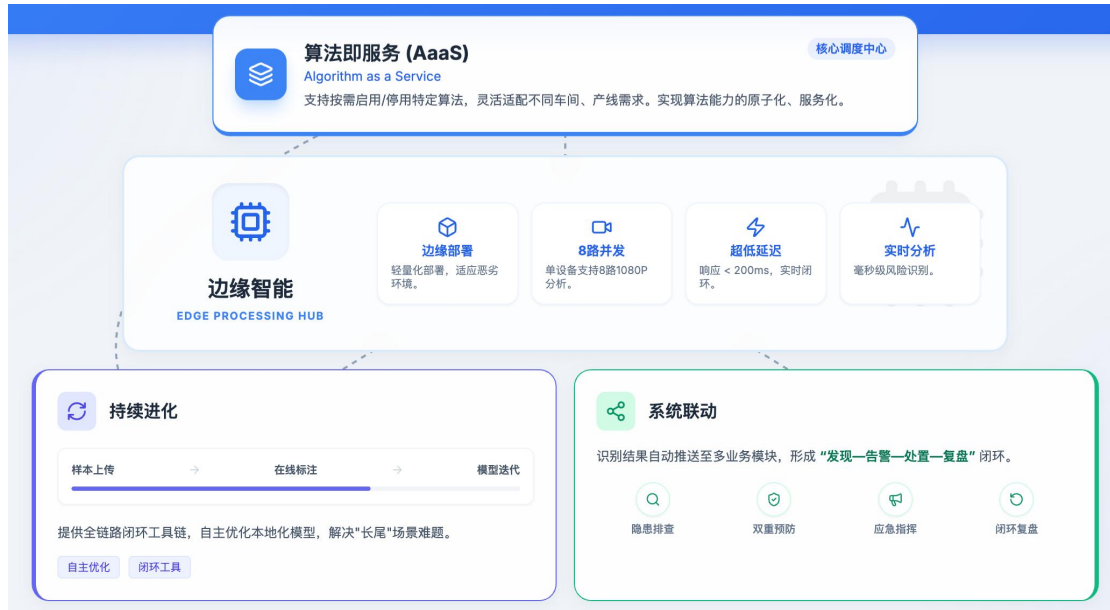 算法即服务 (AaaS)
核心调度中心
Algorithm as a Service
支持按需启用/停用特定算法，灵活适配不同车间、产线需求。实现算法能力的原子化、服务化。
边缘智能
EDGE PROCESSING HUB
边缘部署
轻量化部署，适应恶劣
环境。
8路并发
单设备支持8路1080P
分析。
超低延迟
响应 < 200ms，实时闭
环。
实时分析
毫秒级风险识别。
持续进化
样本上传
在线标注
模型迭代
提供全链路闭环工具链，自主优化本地化模型，解决"长尾"场景难题。
自主优化
闭环工具
系统联动
识别结果自动推送至多业务模块，形成 “发现—告警—处置—复盘” 闭环。
隐患排查
双重预防
应急指挥
闭环复盘